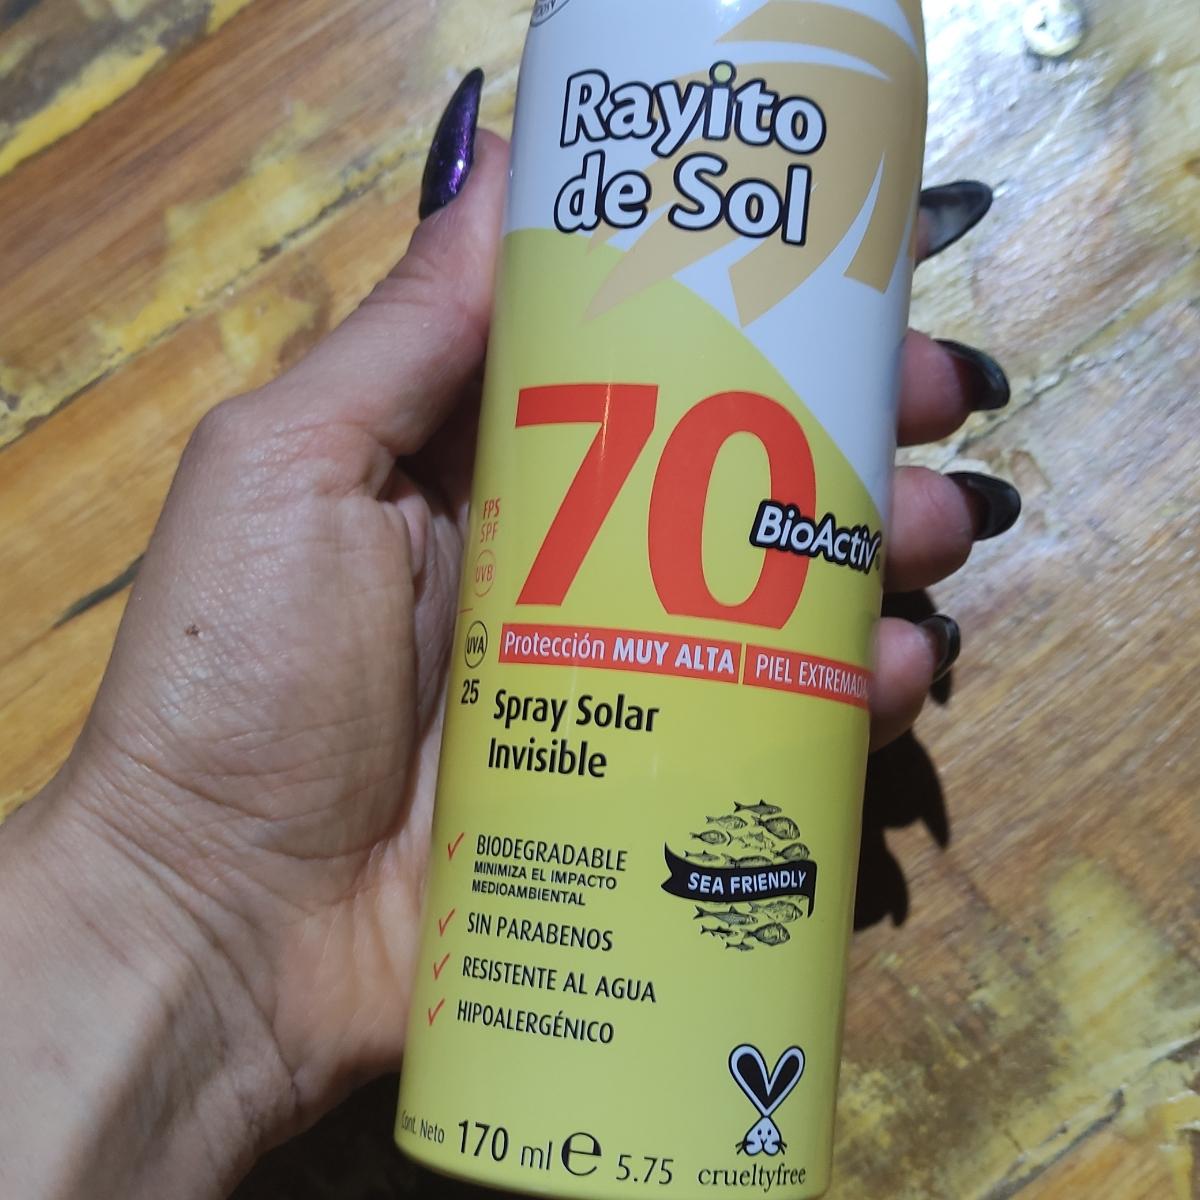 Rayito
de Sol
70
BioActiv
FPS
SPF
UVB
UVA
25
Protección MUY ALTA
PIEL EXTREMADA
Spray Solar
Invisible
BIODEGRADABLE
MINIMIZA EL IMPACTO
MEDIOAMBIENTAL
SEA FRIENDLY
SIN PARABENOS
RESISTENTE AL AGUA
HIPOALERGÉNICO
Cont. Neto 170 ml e 5.75
crueltyfree